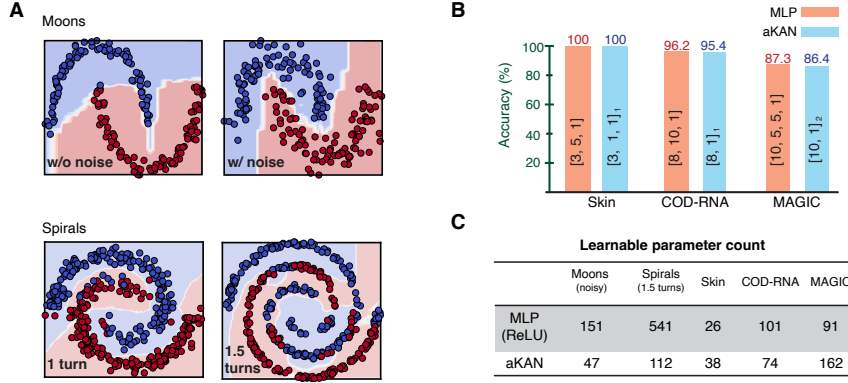 A
Moons
w/o noise
w/ noise
Spirals
1 turn
1.5
turns
B
MLP
aKAN
Accuracy (%)
100
80
60
40
20
100
100
96.2
95.4
87.3
86.4
[3, 5, 1]
[3, 1, 1]₁
[8, 10, 1]
[8, 1]₁
[10, 5, 5, 1]
[10, 1]₂
Skin
COD-RNA
MAGIC
C
Learnable parameter count
Moons Spirals Skin COD-RNA MAGIC
(noisy) (1.5 turns)
MLP
(ReLU) 151 541 26 101 91
aKAN 47 112 38 74 162